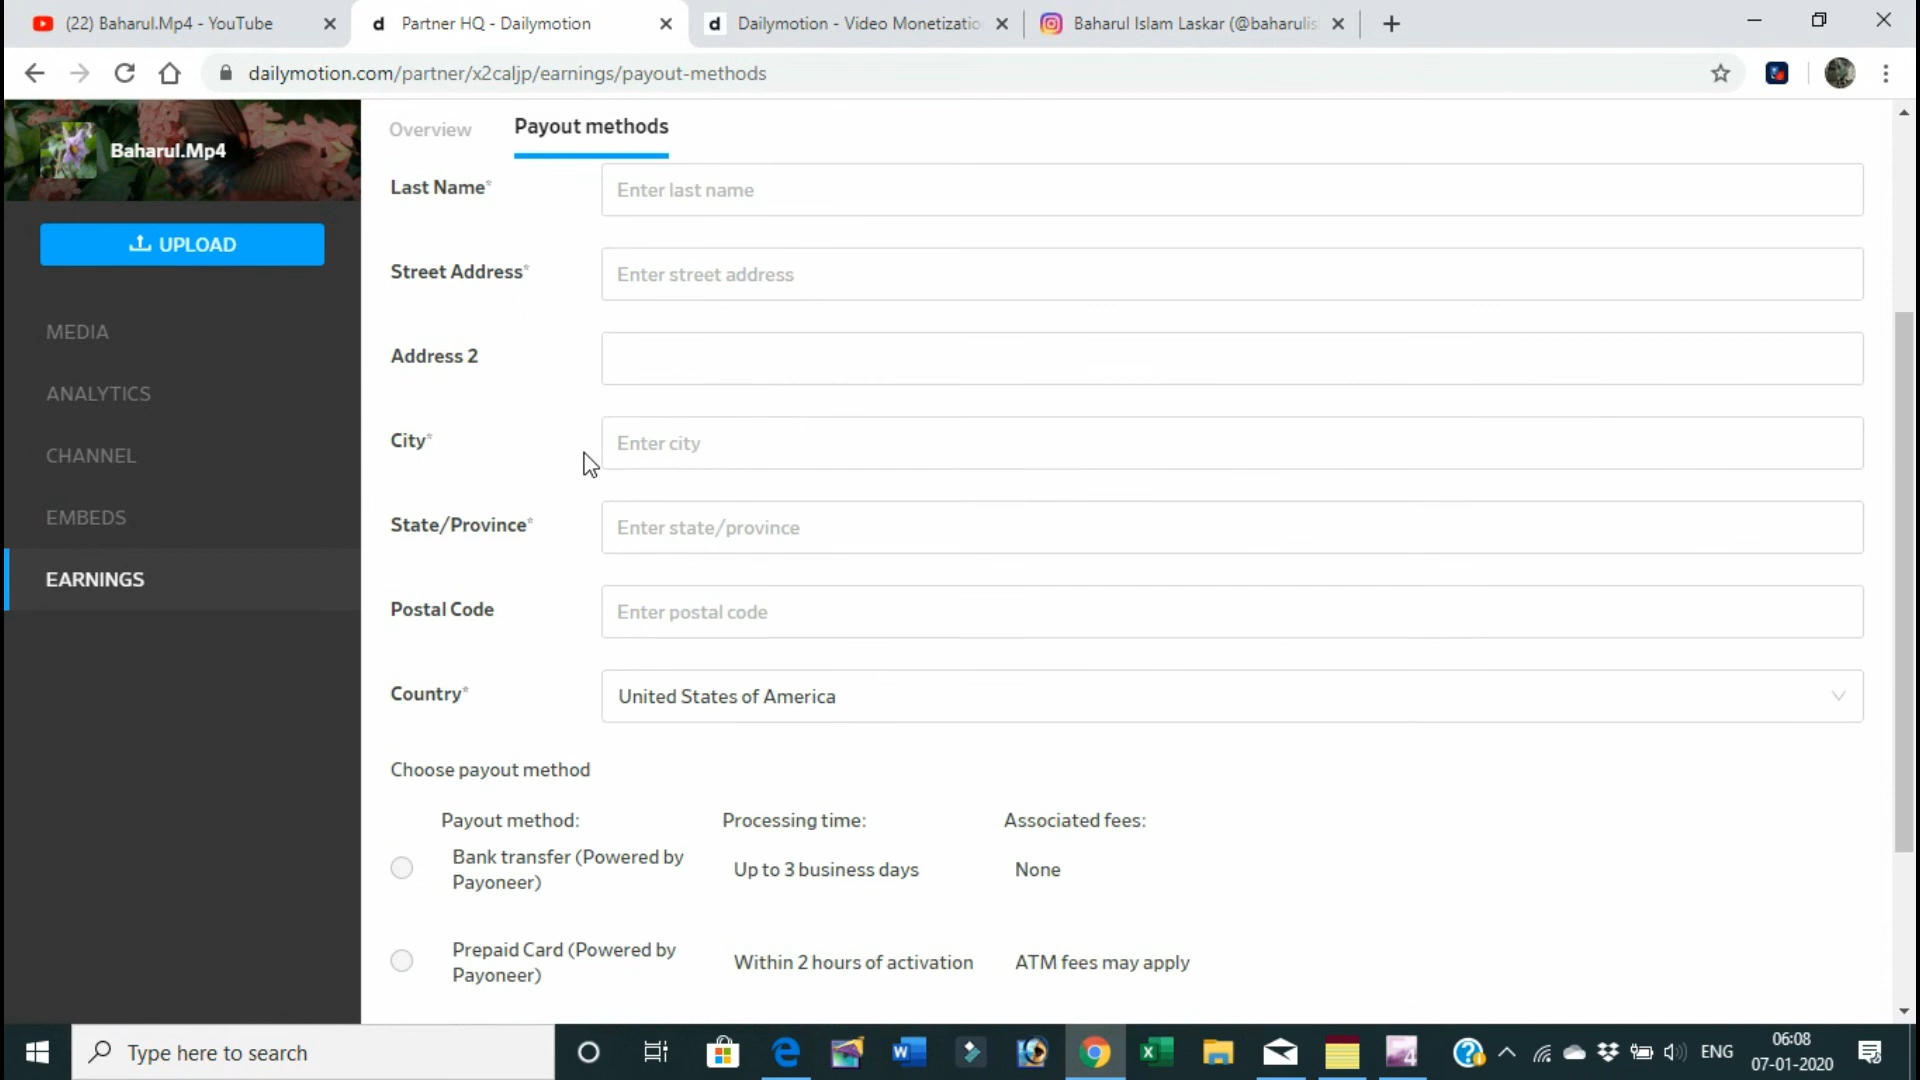 (22) Baharul.Mp4 - YouTube
Partner HQ - Dailymotion
Dailymotion - Video Monetizatio
Baharul Islam Laskar (@baharulis
dailymotion.com/partner/x2caljp/earnings/payout-methods
Baharul.Mp4
UPLOAD
MEDIA
ANALYTICS
CHANNEL
EMBEDS
EARNINGS
Overview
Payout methods
Last Name*
Enter last name
Street Address*
Enter street address
Address 2
City*
Enter city
State/Province*
Enter state/province
Postal Code
Enter postal code
Country*
United States of America
Choose payout method
Payout method:
Processing time:
Associated fees:
Bank transfer (Powered by
Payoneer)
Up to 3 business days
None
Prepaid Card (Powered by
Payoneer)
Within 2 hours of activation
ATM fees may apply
Type here to search
ENG
06:08
07-01-2020